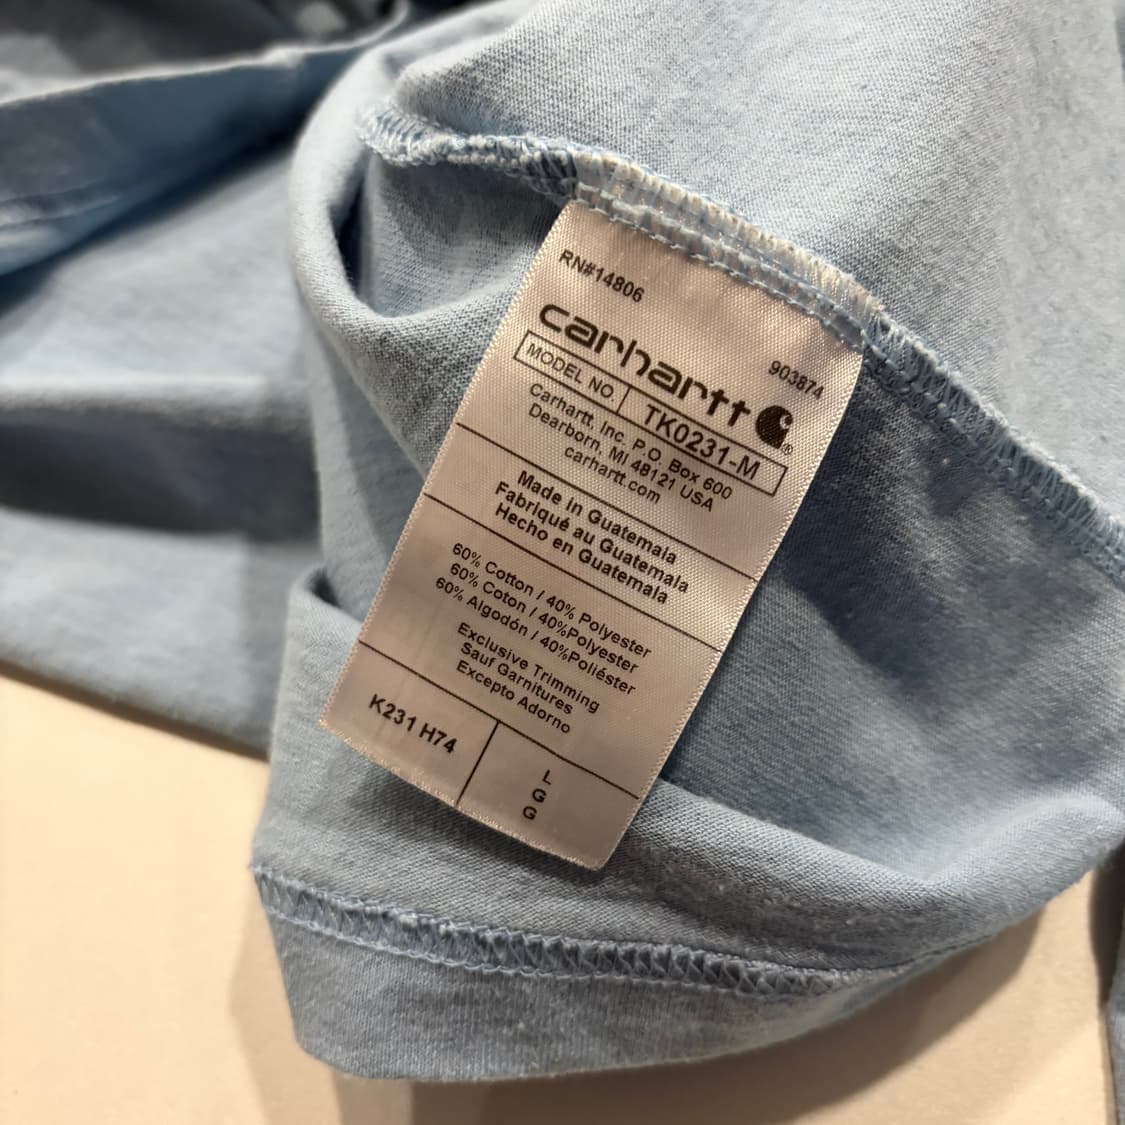 RN#14806
903874
carhartt
MODEL NO. TK0231-M
Carhartt, Inc. P.O. Box 600
Dearborn, MI 48121 USA
carhartt.com
Made in Guatemala
Fabriqué au Guatemala
Hecho en Guatemala
60% Cotton / 40% Polyester
60% Coton / 40%Polyester
60% Algodón / 40%Poliéster
Exclusive Trimming
Sauf Garnitures
Excepto Adorno
K231 H74
L
G
G